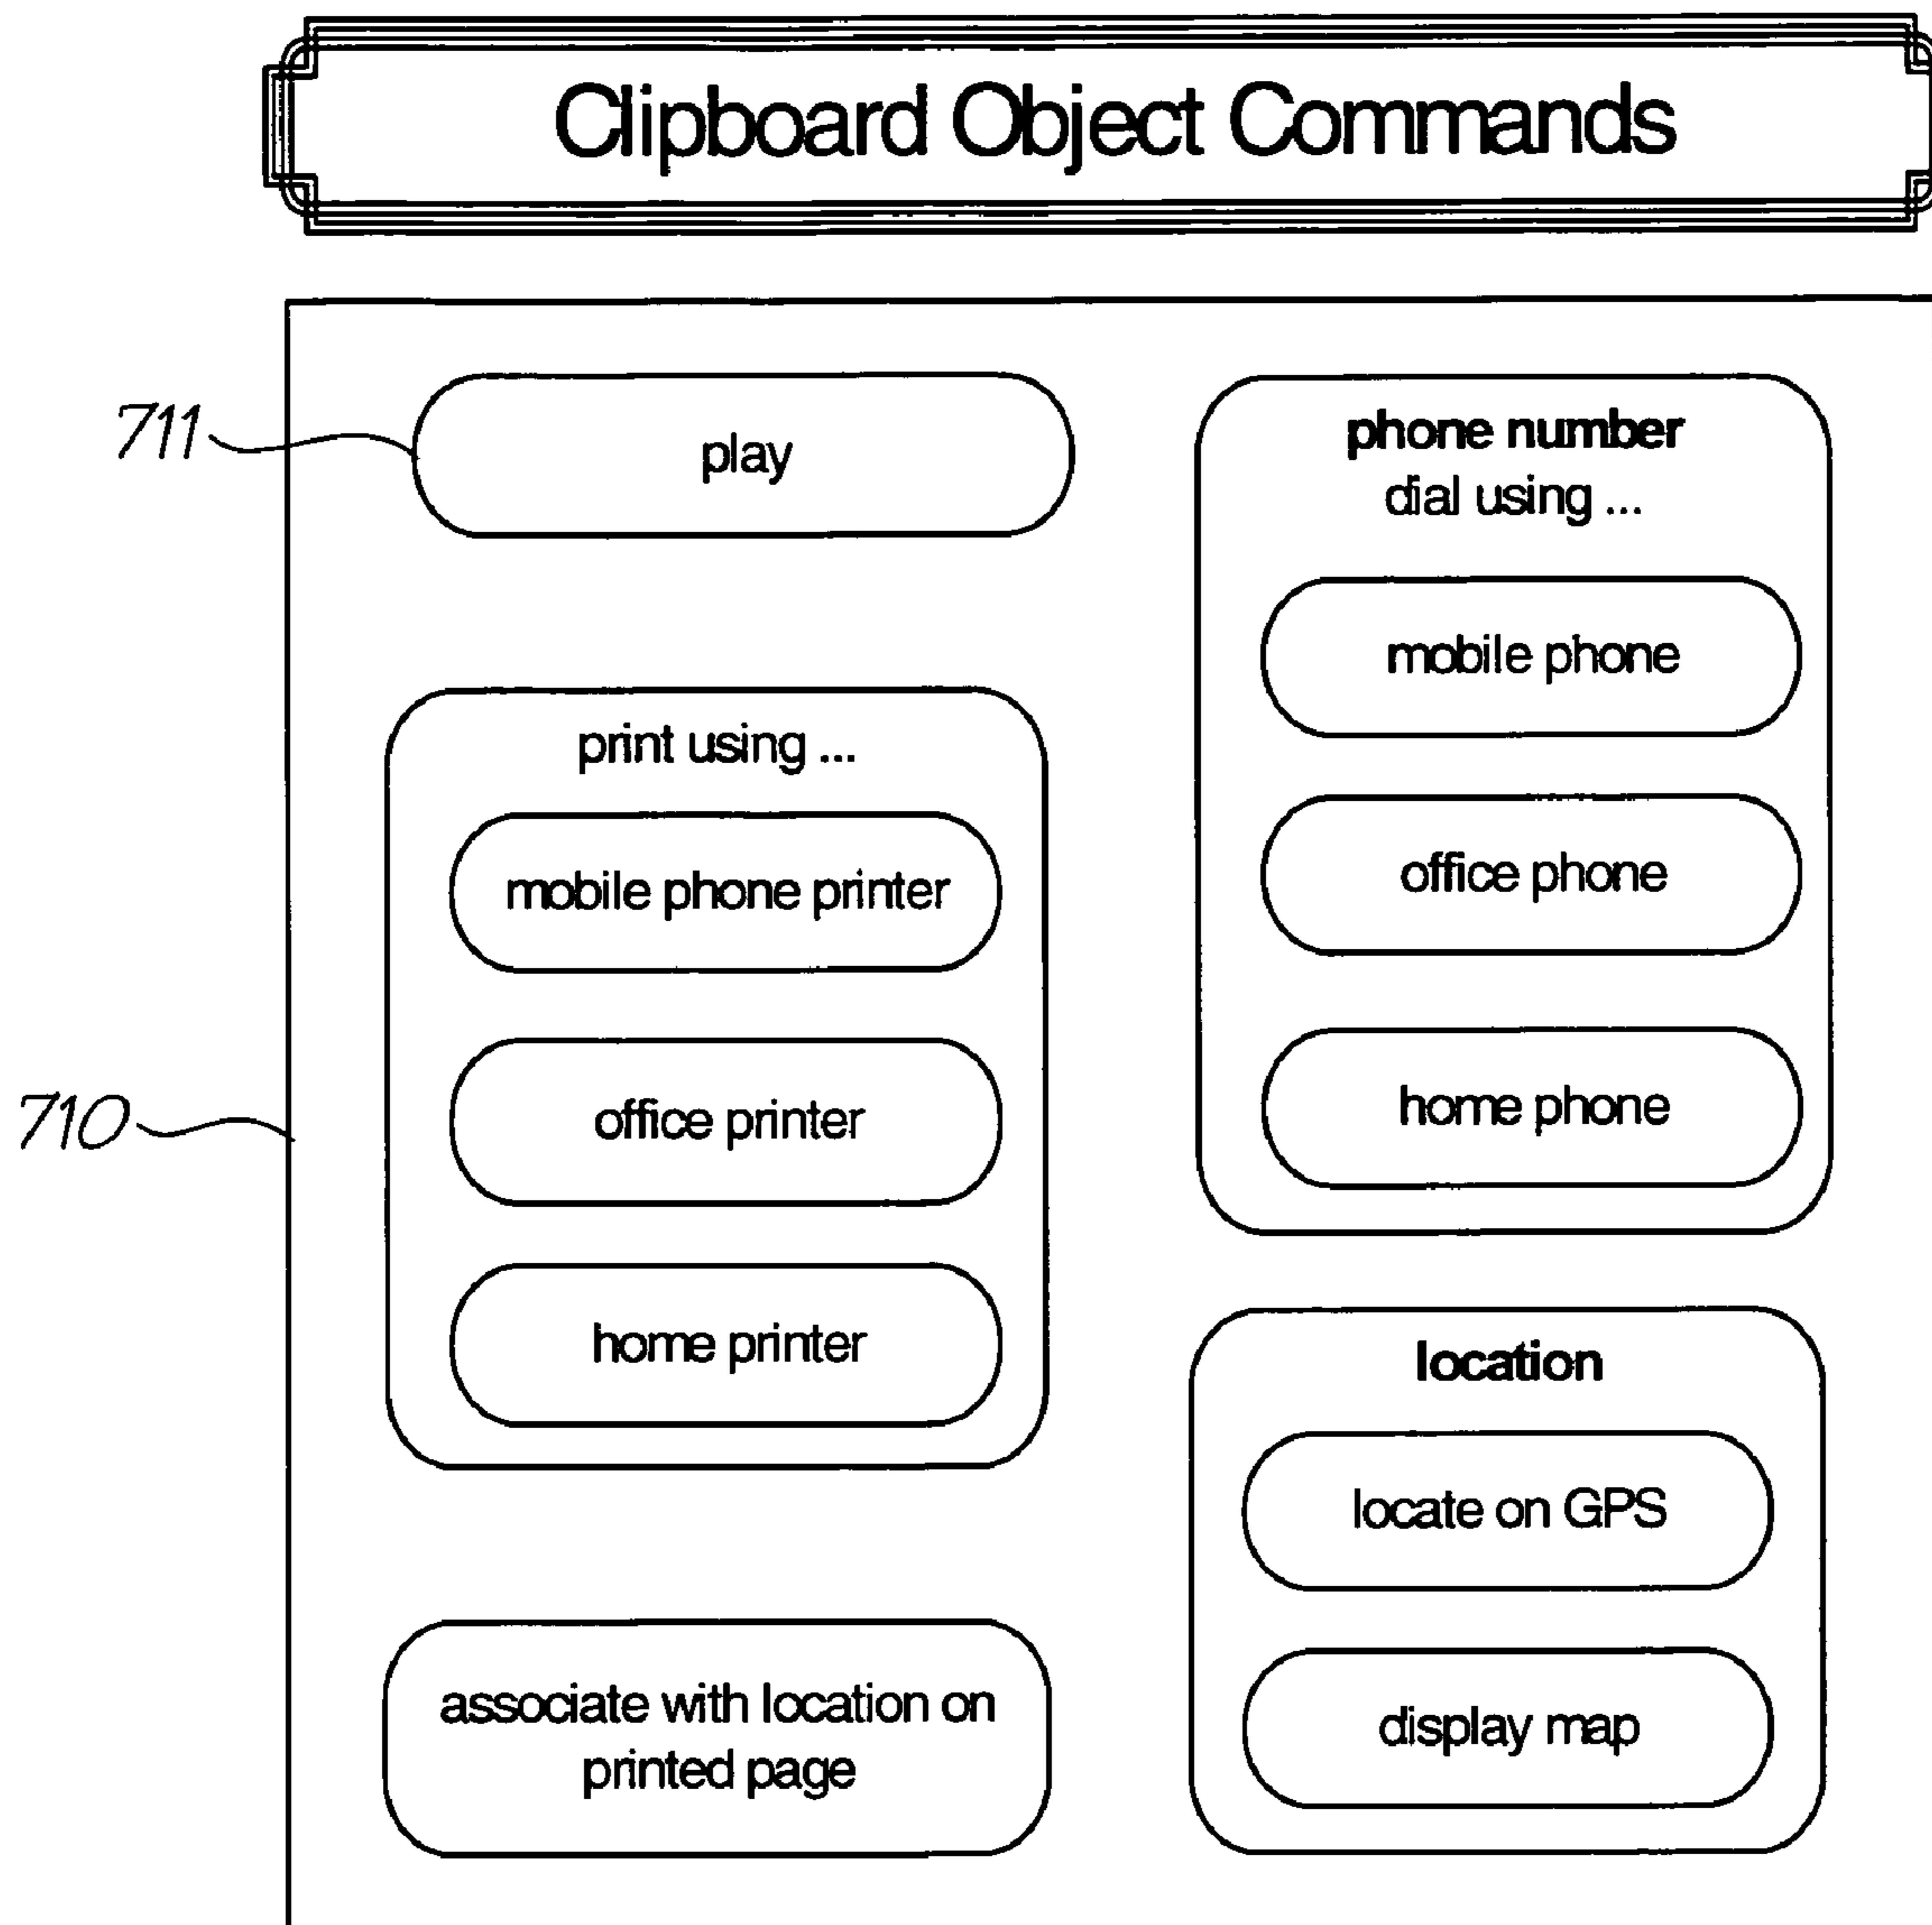 Clipboard Object Commands
711
play
print using ...
mobile phone printer
office printer
home printer
associate with location on
printed page
710
phone number
dial using ...
mobile phone
office phone
home phone
location
locate on GPS
display map